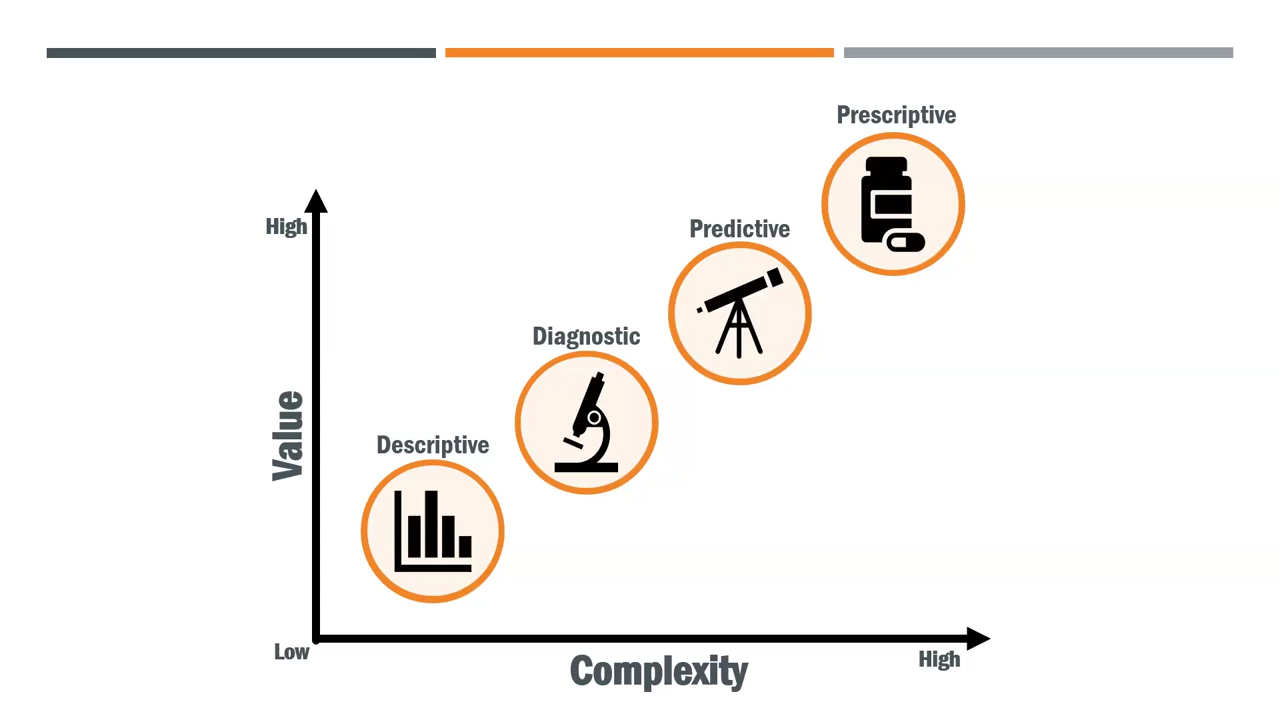 Prescriptive
High
Predictive
Diagnostic
Value
Descriptive
Low
High
Complexity